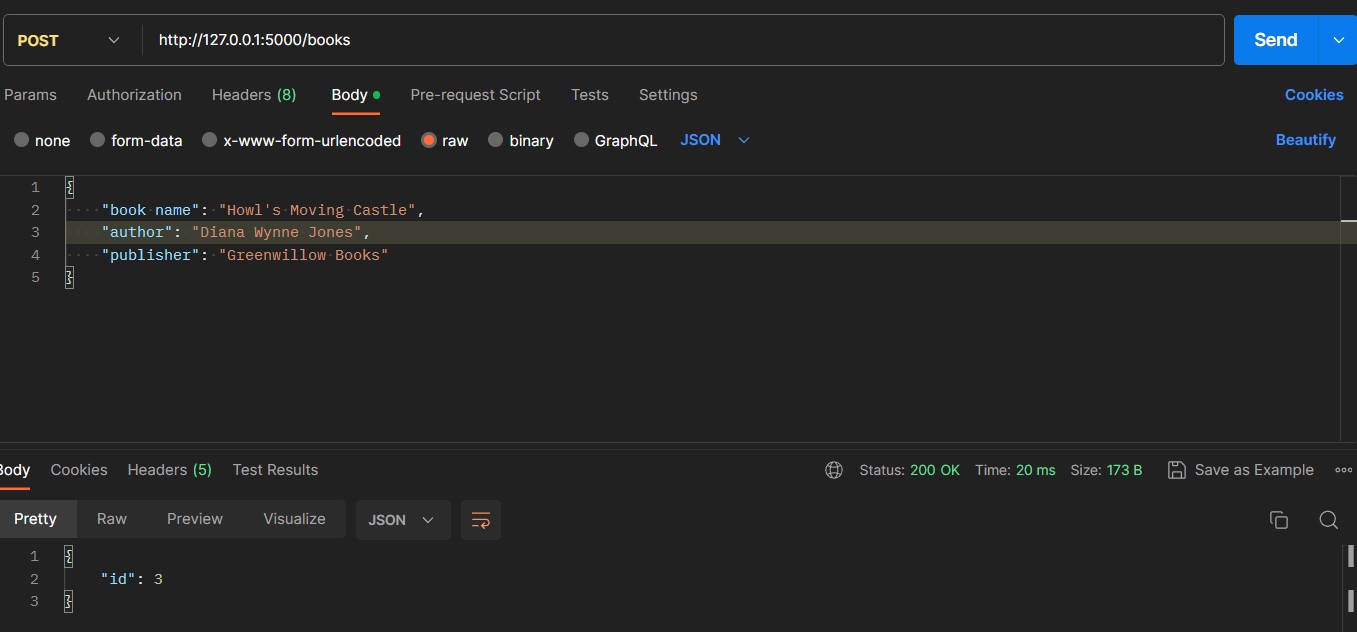 POST http://127.0.0.1:5000/books Send
Params Authorization Headers (8) Body Pre-request Script Tests Settings Cookies
none form-data x-www-form-urlencoded raw binary GraphQL JSON Beautify
1 {
2 "book name": "Howl's Moving Castle",
3 "author": "Diana Wynne Jones",
4 "publisher": "Greenwillow Books"
5 }
Body Cookies Headers (5) Test Results Status: 200 OK Time: 20 ms Size: 173 B Save as Example
Pretty Raw Preview Visualize JSON
1 {
2 "id": 3
3 }